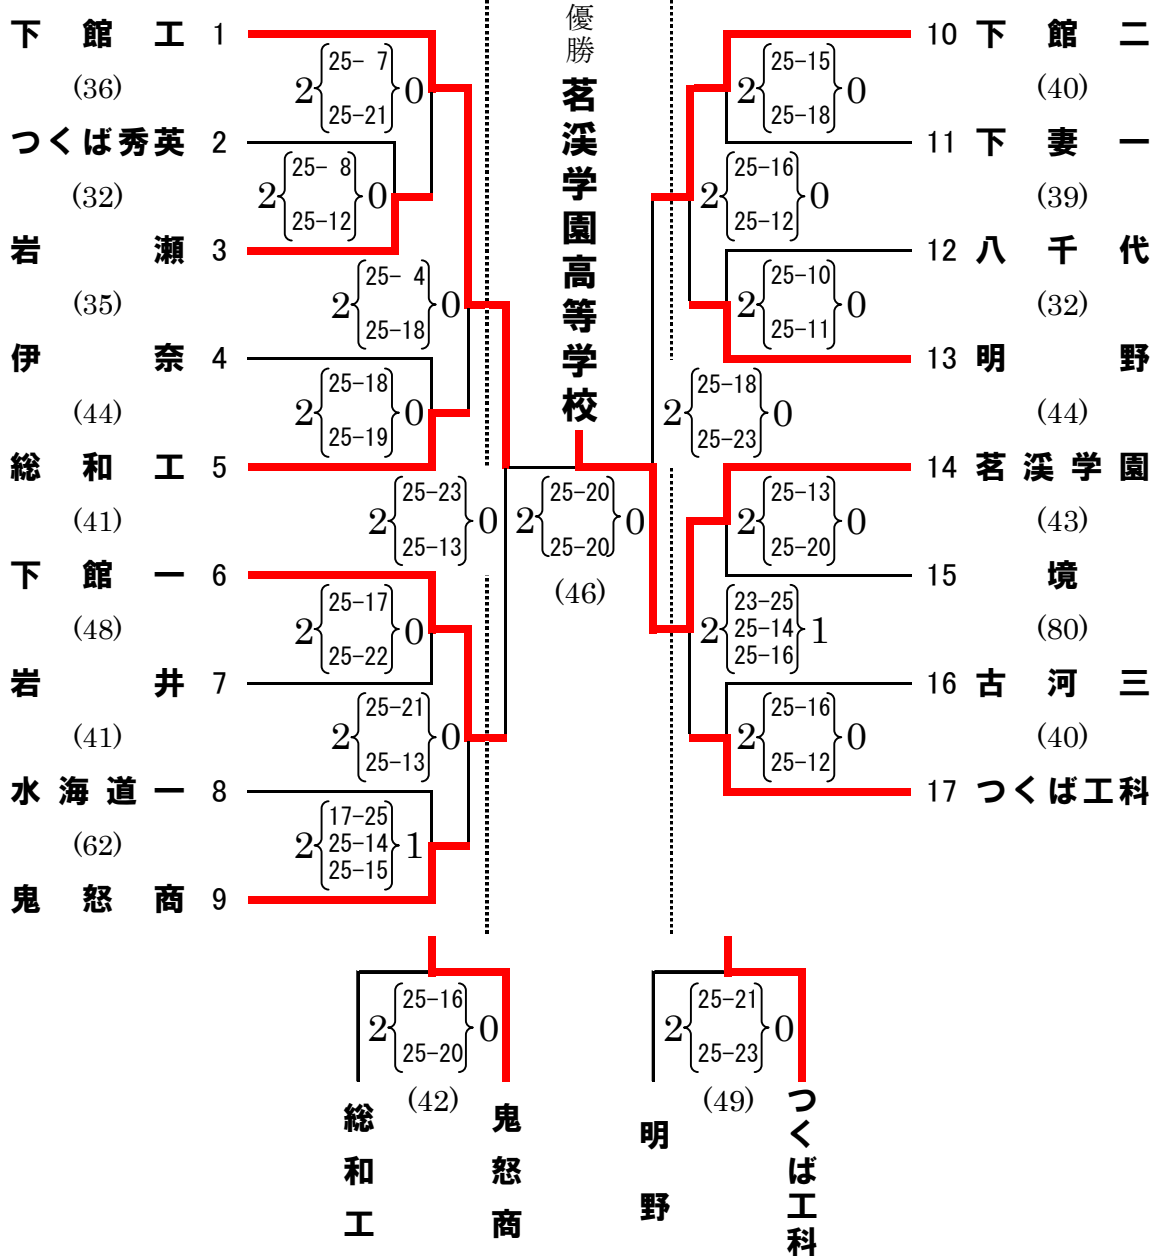 優勝
茗渓学園高等学校
下館工 1
(36)
25- 7
2 0
25-21
つくば秀英 2
(32)
25- 8
2 0
25-12
岩瀬 3
(35)
25- 4
2 0
25-18
伊奈 4
(44)
25-18
2 0
25-19
総和工 5
(41)
25-23
2 0
25-13
下館一 6
(48)
25-17
2 0
25-22
岩井 7
(41)
25-21
2 0
25-13
水海道一 8
(62)
17-25
2 25-14 1
25-15
鬼怒商 9
25-20
2 0
25-20
(46)
10 下館二
(40)
25-15
2 0
25-18
11 下妻一
(39)
25-16
2 0
25-12
12 八千代
(32)
25-10
2 0
25-11
13 明野
(44)
25-18
2 0
25-23
14 茗渓学園
(43)
25-13
2 0
25-20
15 境
(80)
23-25
2 25-14 1
25-16
16 古河三
(40)
25-16
2 0
25-12
17 つくば工科
25-16
2 0
25-20
(42)
総和工
鬼怒商
25-21
2 0
25-23
(49)
明野
つくば工科